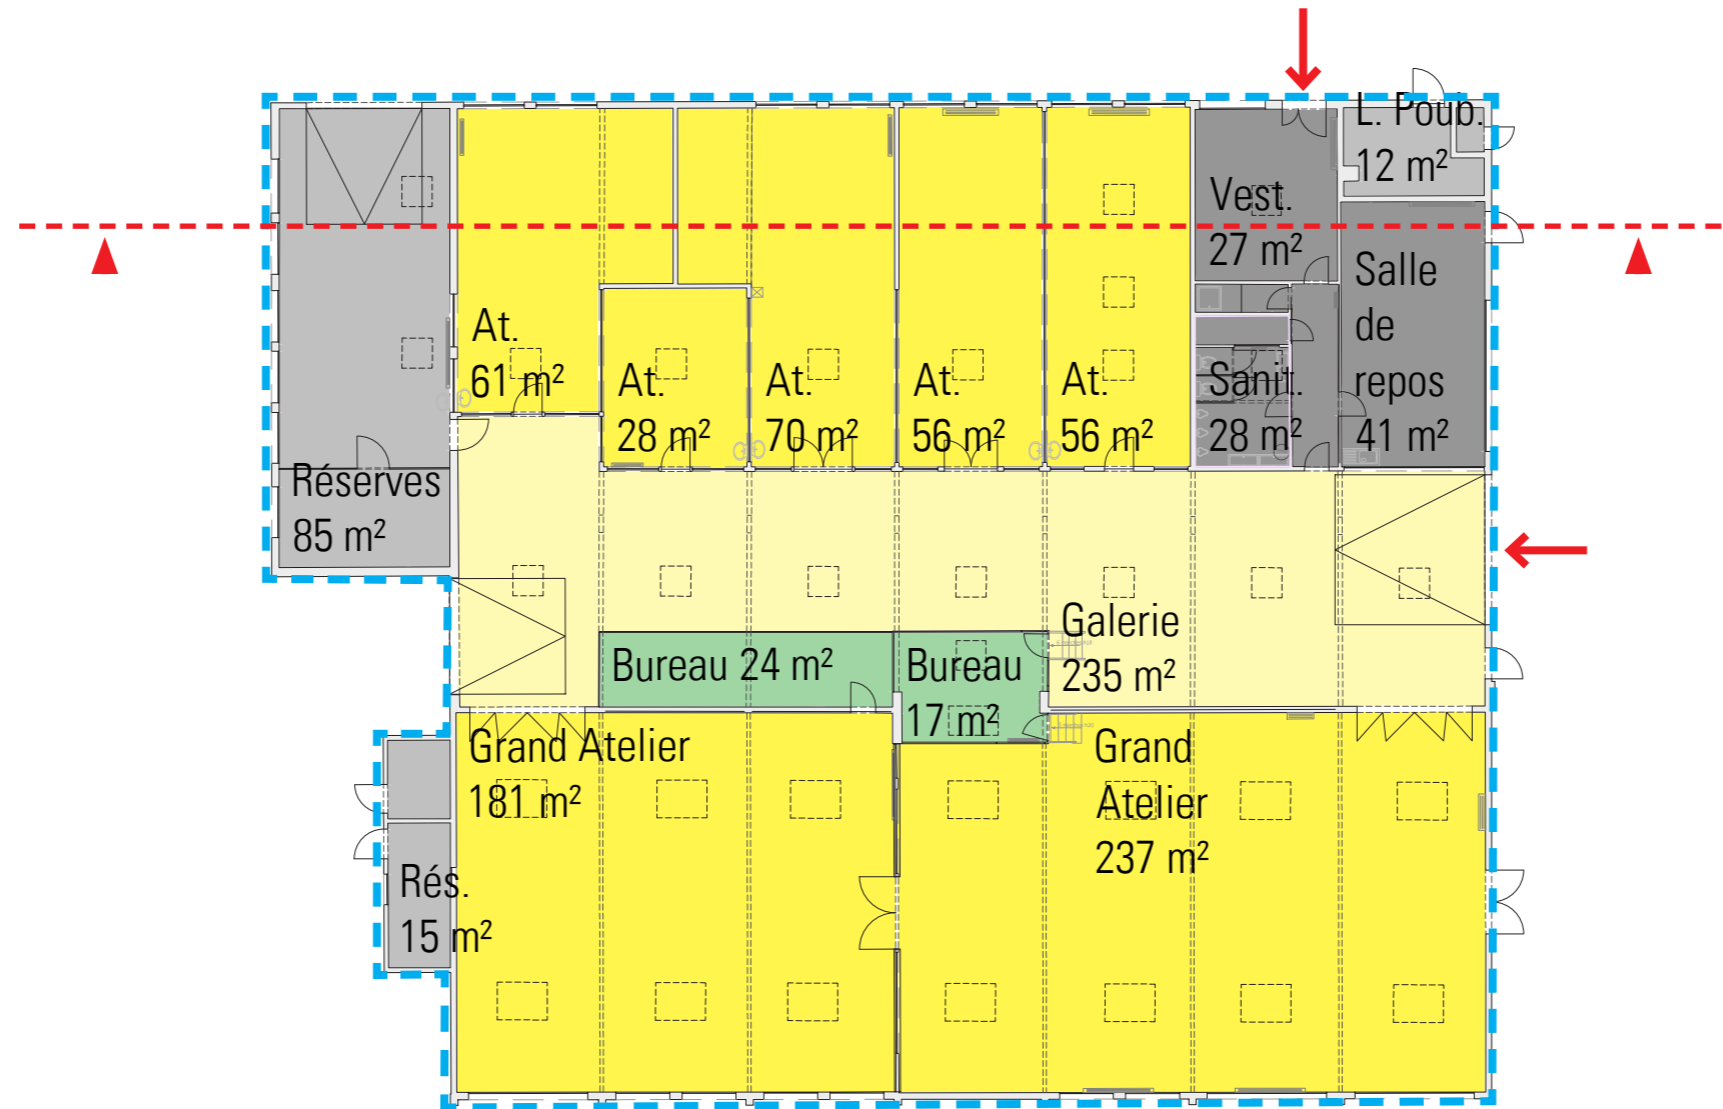 L. Poub.
12 m²
Vest.
27 m²
Salle
de
repos
41 m²
At.
61 m²
At.
28 m²
At.
70 m²
At.
56 m²
At.
56 m²
Sanit.
28 m²
Réserves
85 m²
Galerie
235 m²
Bureau 24 m²
Bureau
17 m²
Grand Atelier
181 m²
Grand
Atelier
237 m²
Rés.
15 m²